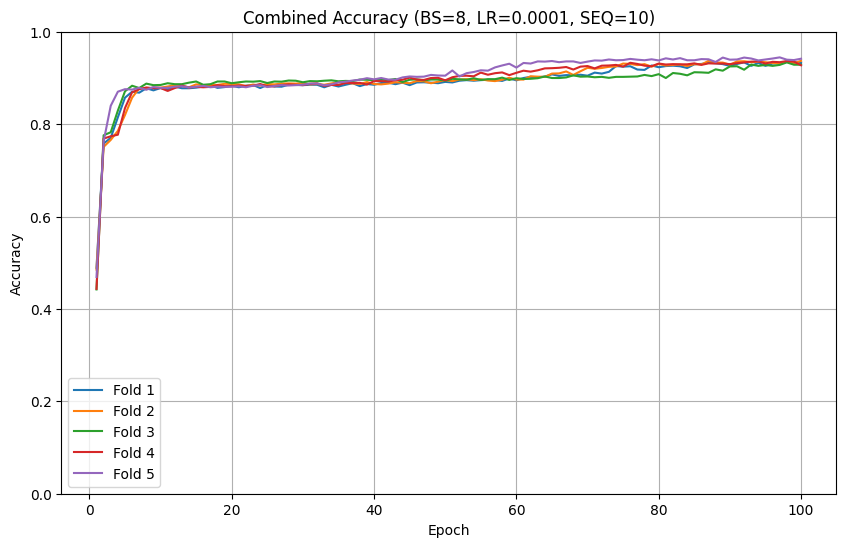 Combined Accuracy (BS=8, LR=0.0001, SEQ=10)
1.0
0.8
0.6
0.4
0.2
0.0
Accuracy
Fold 1
Fold 2
Fold 3
Fold 4
Fold 5
0 20 40 60 80 100
Epoch